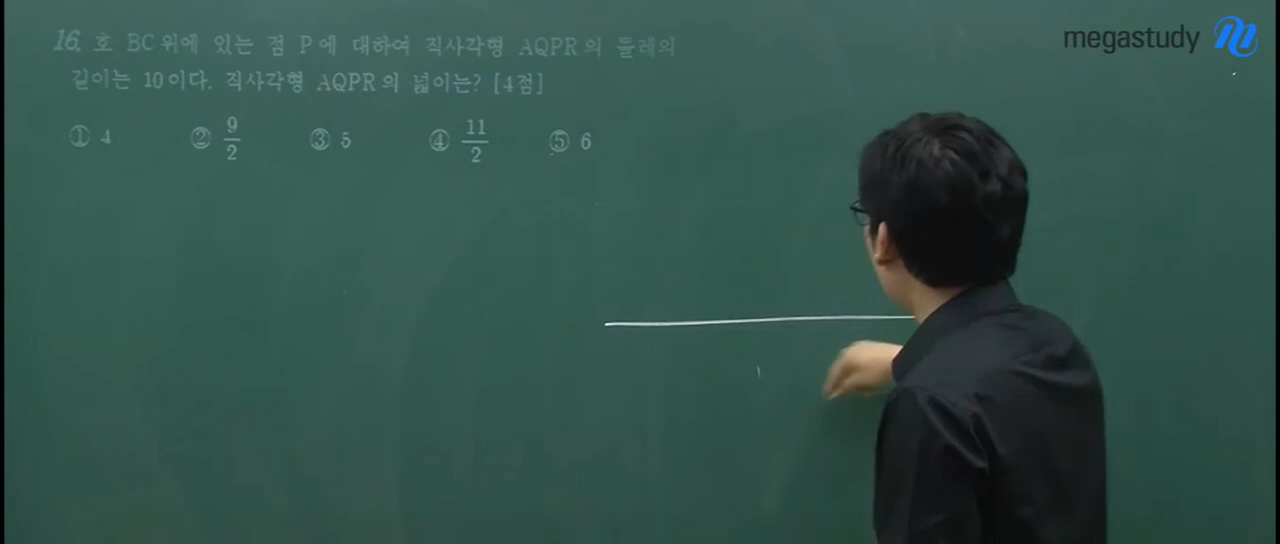 megastudy
16. 호 BC 위에 있는 점 P에 대하여 직사각형 AQPR의 둘레의
길이는 10이다. 직사각형 AQPR의 넓이는? [4점]
① 4 ② 9/2 ③ 5 ④ 11/2 ⑤ 6